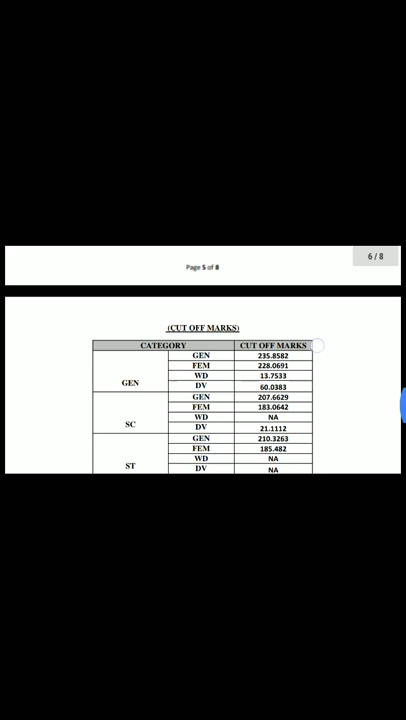 6 / 8
Page 5 of 8
(CUT OFF MARKS)
CATEGORY CUT OFF MARKS
GEN GEN 235.8582
FEM 228.0691
WD 13.7533
DV 60.0383
SC GEN 207.6629
FEM 183.0642
WD NA
DV 21.1112
ST GEN 210.3263
FEM 185.482
WD NA
DV NA